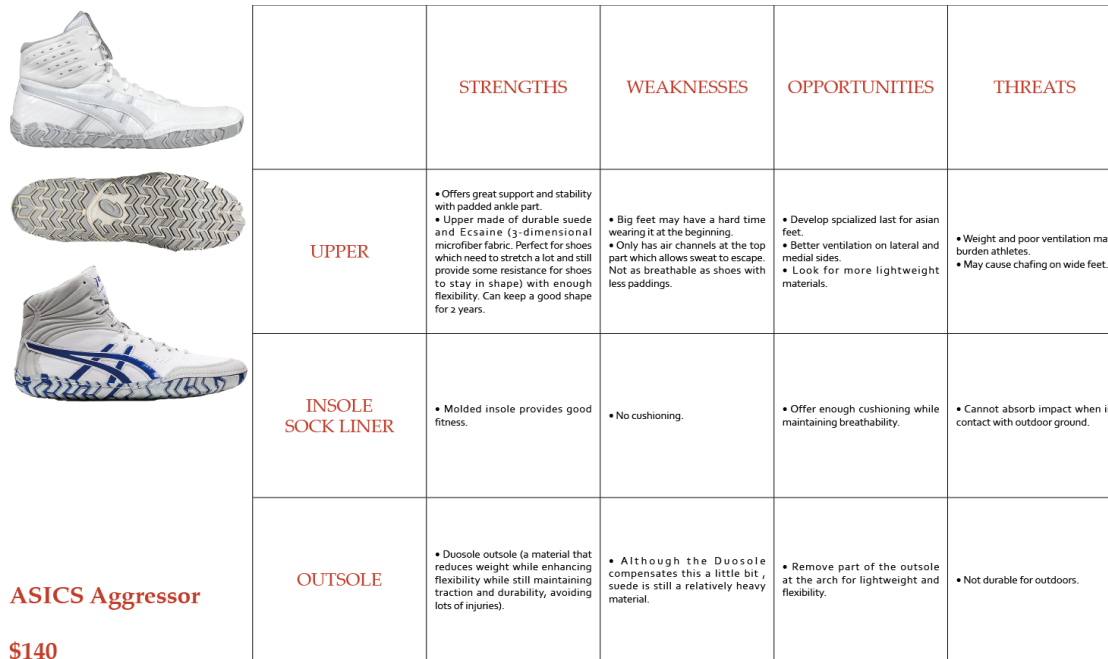 STRENGTHS
WEAKNESSES
OPPORTUNITIES
THREATS
UPPER
• Offers great support and stability
with padded ankle part.
• Upper made of durable suede
and Ecsaine (3-dimensional
microfiber fabric. Perfect for shoes
which need to stretch a lot and still
provide some resistance for shoes
to stay in shape) with enough
flexibility. Can keep a good shape
for 2 years.
• Big feet may have a hard time
wearing it at the beginning.
• Only has air channels at the top
part which allows sweat to escape.
Not as breathable as shoes with
less paddings.
• Develop spcialized last for asian
feet.
• Better ventilation on lateral and
medial sides.
• Look for more lightweight
materials.
• Weight and poor ventilation ma
burden athletes.
• May cause chafing on wide feet.
INSOLE
SOCK LINER
• Molded insole provides good
fitness.
• No cushioning.
• Offer enough cushioning while
maintaining breathability.
• Cannot absorb impact when i
contact with outdoor ground.
OUTSOLE
• Duosole outsole (a material that
reduces weight while enhancing
flexibility while still maintaining
traction and durability, avoiding
lots of injuries).
• Although the Duosole
compensates this a little bit ,
suede is still a relatively heavy
material.
• Remove part of the outsole
at the arch for lightweight and
flexibility.
• Not durable for outdoors.
ASICS Aggressor
$140